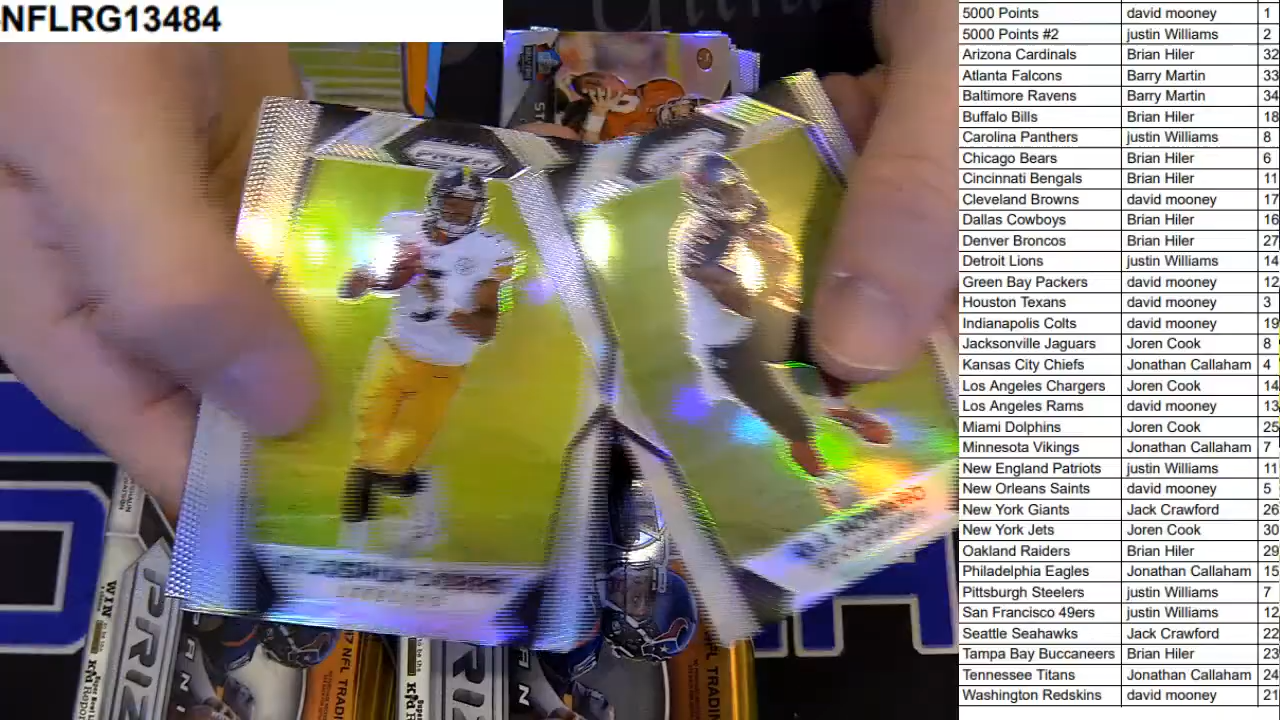 NFLRG13484
5000 Points david mooney 1
5000 Points #2 justin Williams 2
Arizona Cardinals Brian Hiler 32
Atlanta Falcons Barry Martin 33
Baltimore Ravens Barry Martin 34
Buffalo Bills Brian Hiler 18
Carolina Panthers justin Williams 8
Chicago Bears Brian Hiler 6
Cincinnati Bengals Brian Hiler 11
Cleveland Browns david mooney 17
Dallas Cowboys Brian Hiler 16
Denver Broncos Brian Hiler 27
Detroit Lions justin Williams 14
Green Bay Packers david mooney 12
Houston Texans david mooney 3
Indianapolis Colts david mooney 19
Jacksonville Jaguars Joren Cook 8
Kansas City Chiefs Jonathan Callaham 4
Los Angeles Chargers Joren Cook 14
Los Angeles Rams david mooney 13
Miami Dolphins Joren Cook 25
Minnesota Vikings Jonathan Callaham 7
New England Patriots justin Williams 11
New Orleans Saints david mooney 5
New York Giants Jack Crawford 26
New York Jets Joren Cook 30
Oakland Raiders Brian Hiler 29
Philadelphia Eagles Jonathan Callaham 15
Pittsburgh Steelers justin Williams 7
San Francisco 49ers justin Williams 12
Seattle Seahawks Jack Crawford 22
Tampa Bay Buccaneers Brian Hiler 23
Tennessee Titans Jonathan Callaham 24
Washington Redskins david mooney 21
WIN